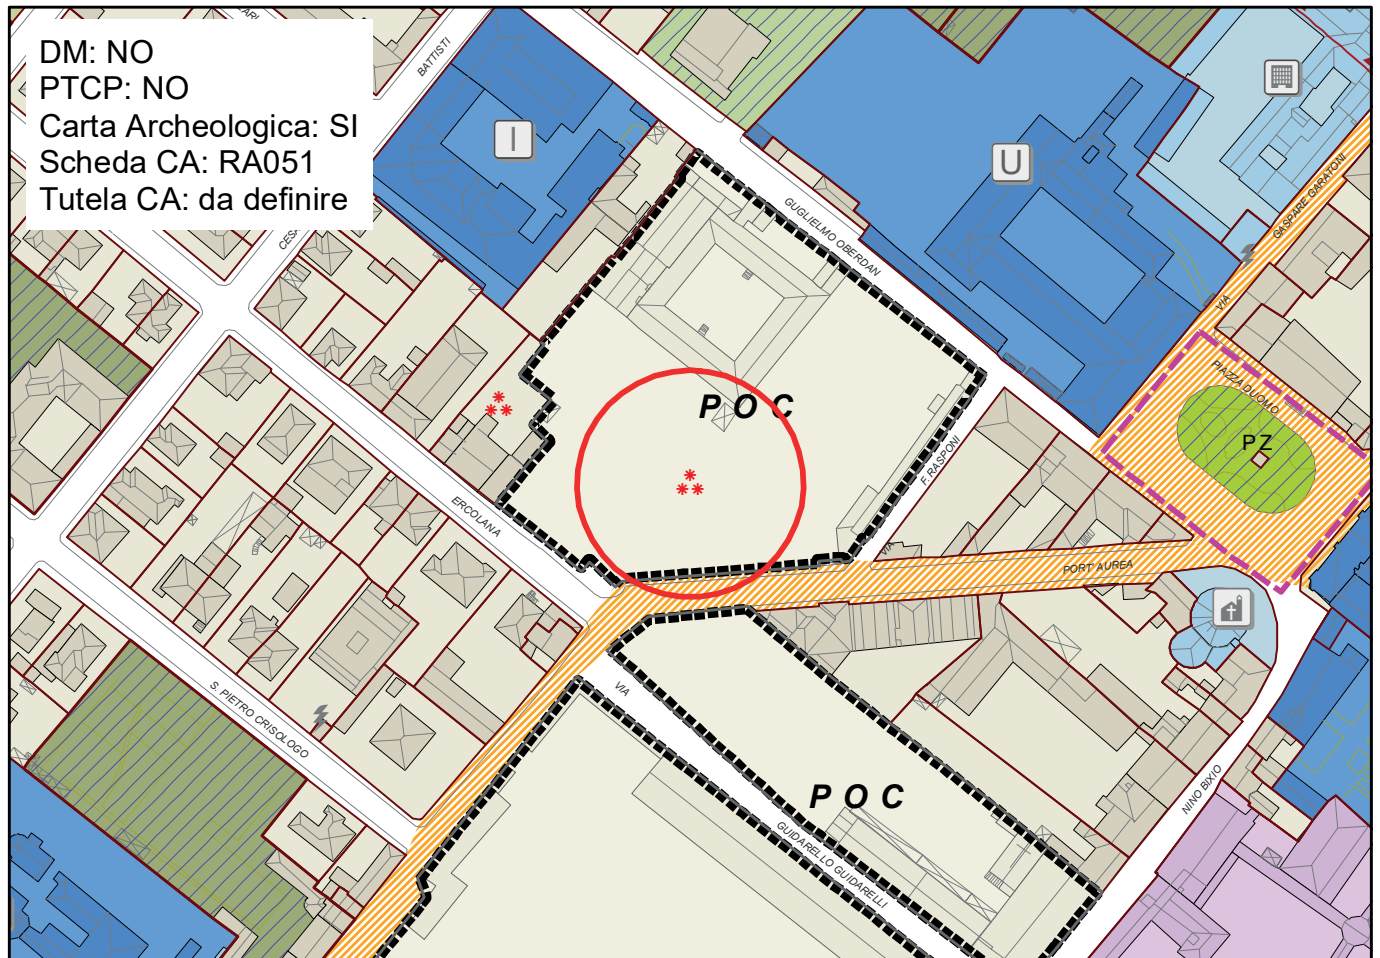 DM: NO
PTCP: NO
Carta Archeologica: SI
Scheda CA: RA051
Tutela CA: da definire
BATTISTI
I
U
GUGLIELMO OBERDAN
GASPARE GARATONI
VIA
PIAZZA DUOMO
PZ
P O C
F. RASPONI
VIA
ERCOLANA
PORT' AUREA
S. PIETRO CRISOLOGO
VIA
P O C
GUIDARELLO GUIDARELLI
NINO BIXIO